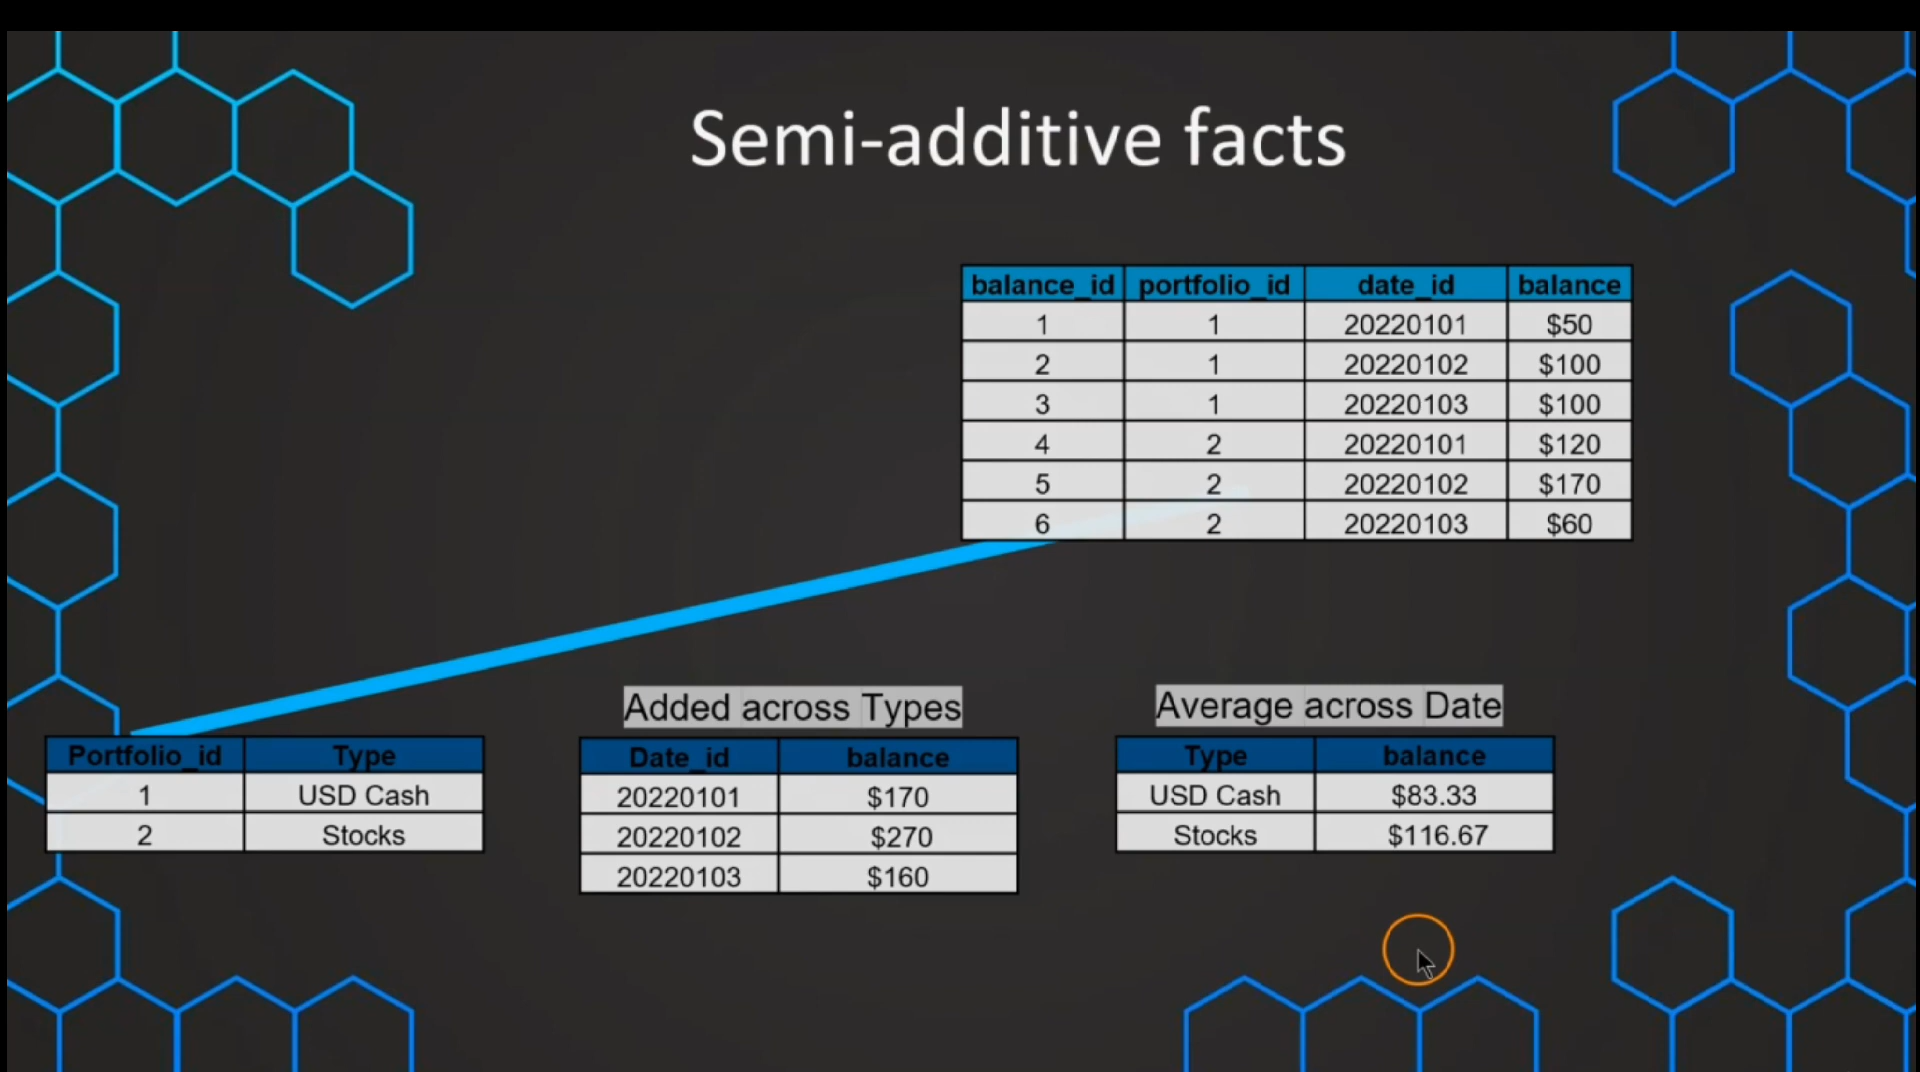 Semi-additive facts
balance_id portfolio_id date_id balance
1 1 20220101 $50
2 1 20220102 $100
3 1 20220103 $100
4 2 20220101 $120
5 2 20220102 $170
6 2 20220103 $60
Portfolio_id Type
1 USD Cash
2 Stocks
Added across Types
Date_id balance
20220101 $170
20220102 $270
20220103 $160
Average across Date
Type balance
USD Cash $83.33
Stocks $116.67